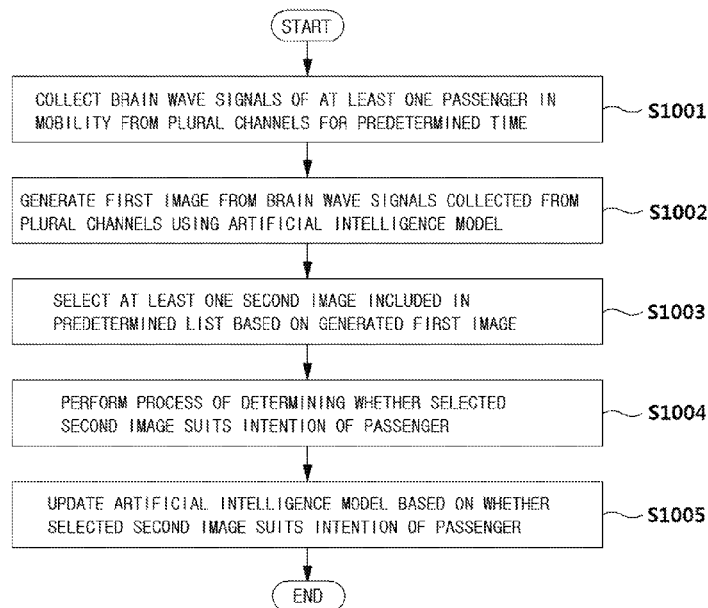 START
COLLECT BRAIN WAVE SIGNALS OF AT LEAST ONE PASSENGER IN
MOBILITY FROM PLURAL CHANNELS FOR PREDETERMINED TIME
S1001
GENERATE FIRST IMAGE FROM BRAIN WAVE SIGNALS COLLECTED FROM
PLURAL CHANNELS USING ARTIFICIAL INTELLIGENCE MODEL
S1002
SELECT AT LEAST ONE SECOND IMAGE INCLUDED IN
PREDETERMINED LIST BASED ON GENERATED FIRST IMAGE
S1003
PERFORM PROCESS OF DETERMINING WHETHER SELECTED
SECOND IMAGE SUITS INTENTION OF PASSENGER
S1004
UPDATE ARTIFICIAL INTELLIGENCE MODEL BASED ON WHETHER
SELECTED SECOND IMAGE SUITS INTENTION OF PASSENGER
S1005
END